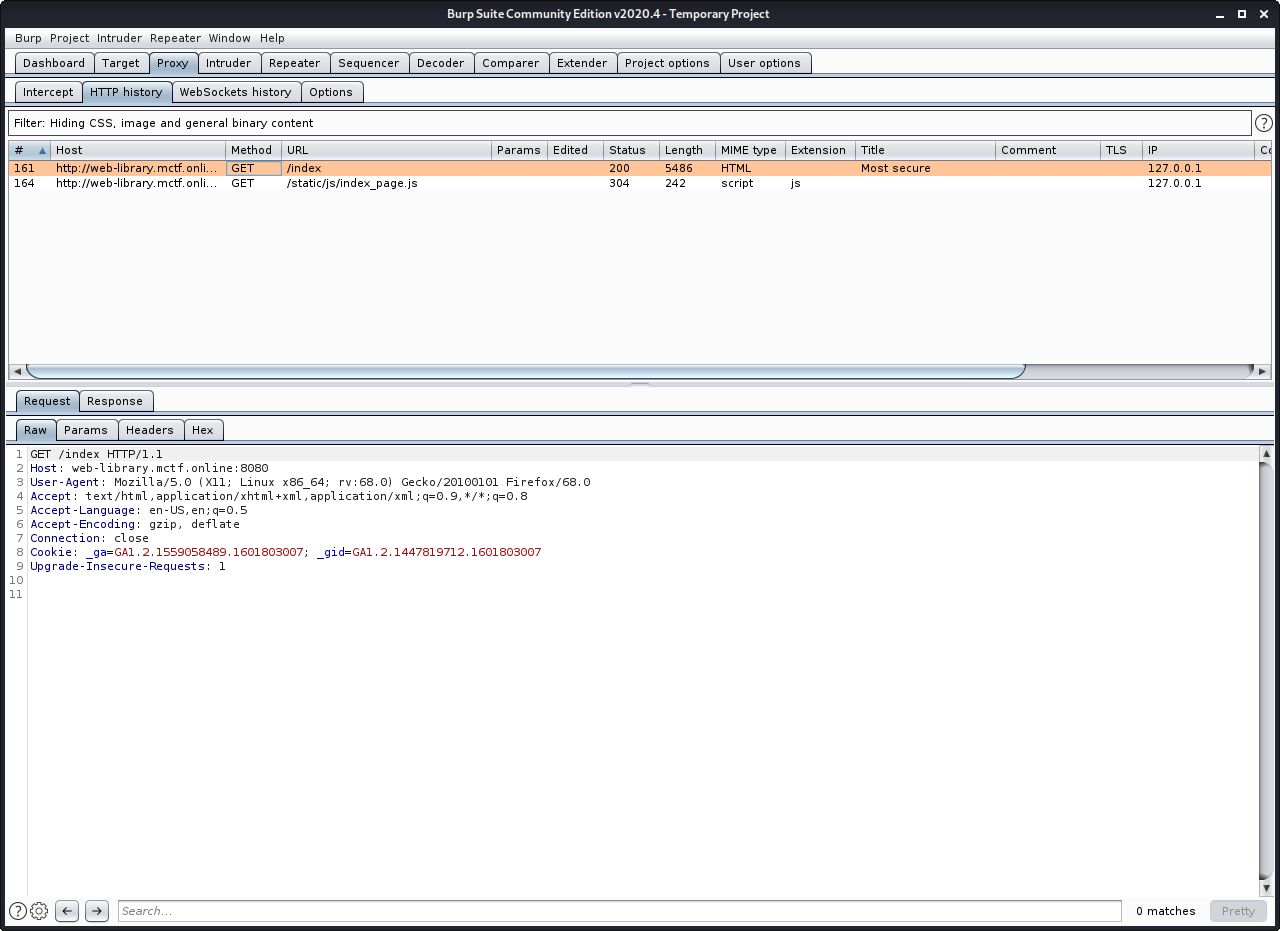 Burp Suite Community Edition v2020.4 - Temporary Project
Burp Project Intruder Repeater Window Help
Dashboard Target Proxy Intruder Repeater Sequencer Decoder Comparer Extender Project options User options
Intercept HTTP history WebSockets history Options
Filter: Hiding CSS, image and general binary content ?
# Host Method URL Params Edited Status Length MIME type Extension Title Comment TLS IP Co
161 http://web-library.mctf.onli... GET /index 200 5486 HTML Most secure 127.0.0.1
164 http://web-library.mctf.onli... GET /static/js/index_page.js 304 242 script js 127.0.0.1
Request Response
Raw Params Headers Hex
1 GET /index HTTP/1.1
2 Host: web-library.mctf.online:8080
3 User-Agent: Mozilla/5.0 (X11; Linux x86_64; rv:68.0) Gecko/20100101 Firefox/68.0
4 Accept: text/html,application/xhtml+xml,application/xml;q=0.9,*/*;q=0.8
5 Accept-Language: en-US,en;q=0.5
6 Accept-Encoding: gzip, deflate
7 Connection: close
8 Cookie: _ga=GA1.2.1559058489.1601803007; _gid=GA1.2.1447819712.1601803007
9 Upgrade-Insecure-Requests: 1
10
11
? Search... 0 matches Pretty